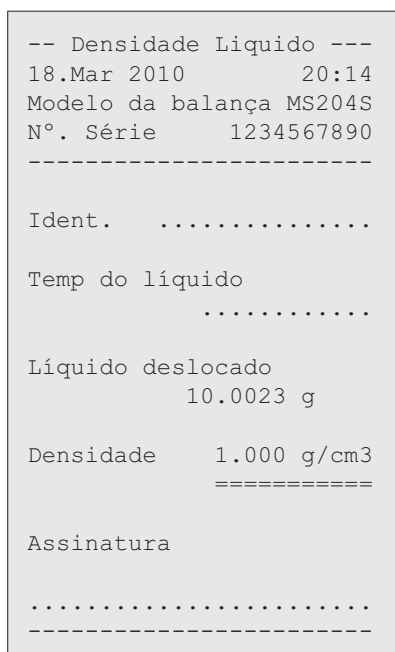 -- Densidade Liquido ---
18.Mar 2010        20:14
Modelo da balança MS204S
Nº. Série     1234567890
------------------------
Ident.   ...............
Temp do líquido
............
Líquido deslocado
10.0023 g
Densidade    1.000 g/cm3
===========
Assinatura
........................
------------------------